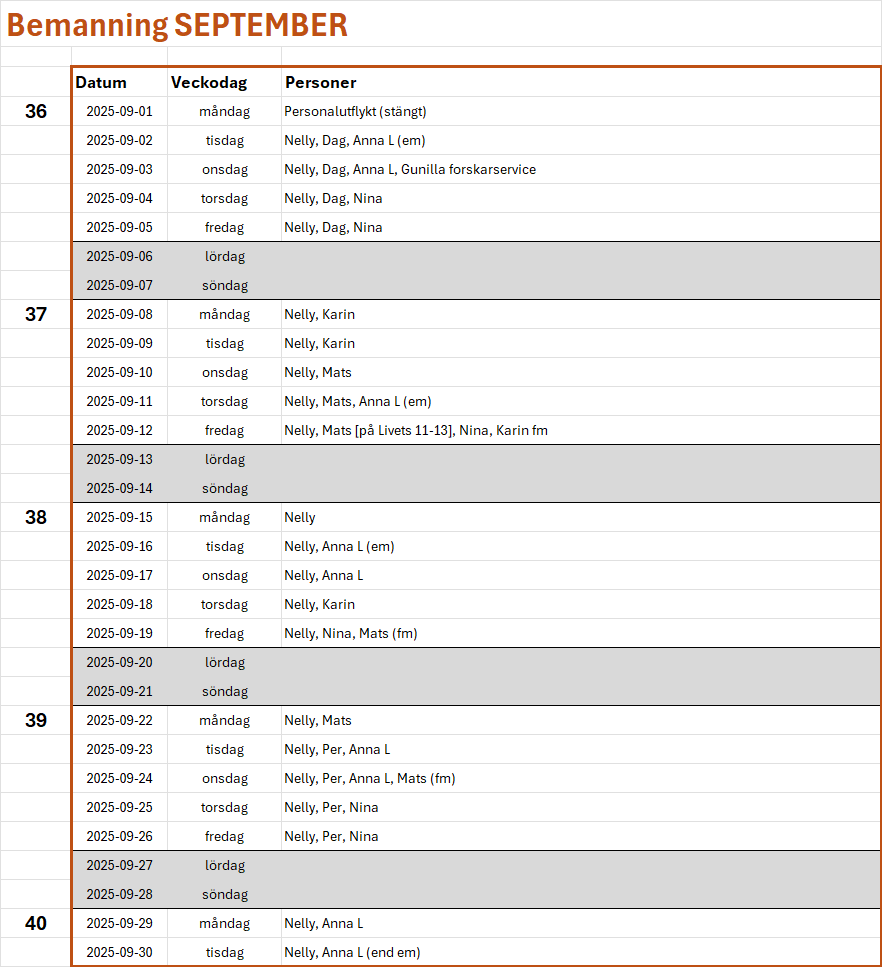 Bemanning SEPTEMBER
Datum Veckodag Personer
36 2025-09-01 måndag Personalutflykt (stängt)
2025-09-02 tisdag Nelly, Dag, Anna L (em)
2025-09-03 onsdag Nelly, Dag, Anna L, Gunilla forskarservice
2025-09-04 torsdag Nelly, Dag, Nina
2025-09-05 fredag Nelly, Dag, Nina
2025-09-06 lördag
2025-09-07 söndag
37 2025-09-08 måndag Nelly, Karin
2025-09-09 tisdag Nelly, Karin
2025-09-10 onsdag Nelly, Mats
2025-09-11 torsdag Nelly, Mats, Anna L (em)
2025-09-12 fredag Nelly, Mats [på Livets 11-13], Nina, Karin fm
2025-09-13 lördag
2025-09-14 söndag
38 2025-09-15 måndag Nelly
2025-09-16 tisdag Nelly, Anna L (em)
2025-09-17 onsdag Nelly, Anna L
2025-09-18 torsdag Nelly, Karin
2025-09-19 fredag Nelly, Nina, Mats (fm)
2025-09-20 lördag
2025-09-21 söndag
39 2025-09-22 måndag Nelly, Mats
2025-09-23 tisdag Nelly, Per, Anna L
2025-09-24 onsdag Nelly, Per, Anna L, Mats (fm)
2025-09-25 torsdag Nelly, Per, Nina
2025-09-26 fredag Nelly, Per, Nina
2025-09-27 lördag
2025-09-28 söndag
40 2025-09-29 måndag Nelly, Anna L
2025-09-30 tisdag Nelly, Anna L (end em)